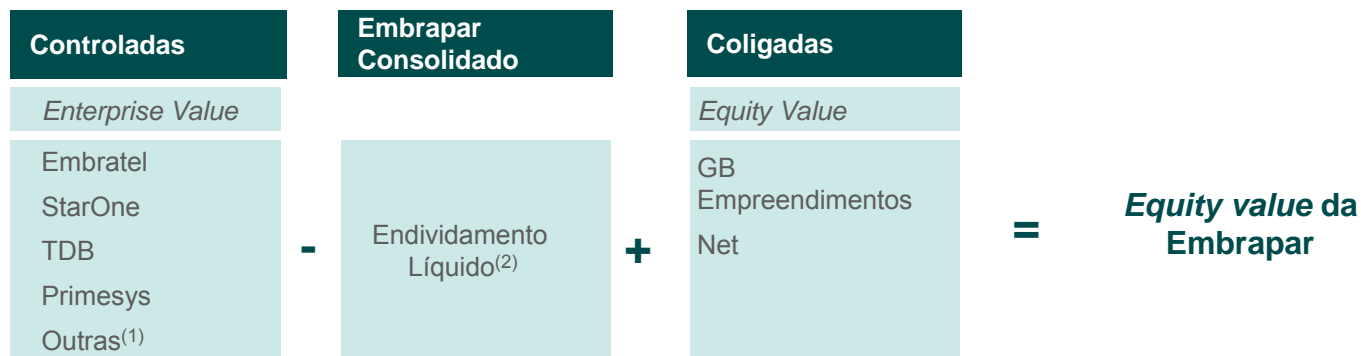 Controladas
Enterprise Value
Embratel
StarOne
TDB
Primesys
Outras(1)
-
Embrapar
Consolidado
Endividamento
Líquido(2)
+
Coligadas
Equity Value
GB
Empreendimentos
Net
=
Equity value da
Embrapar